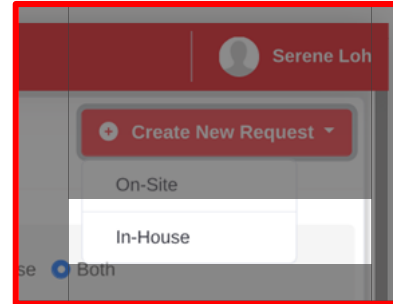 Serene Loh
Create New Request
On-Site
In-House
se Both